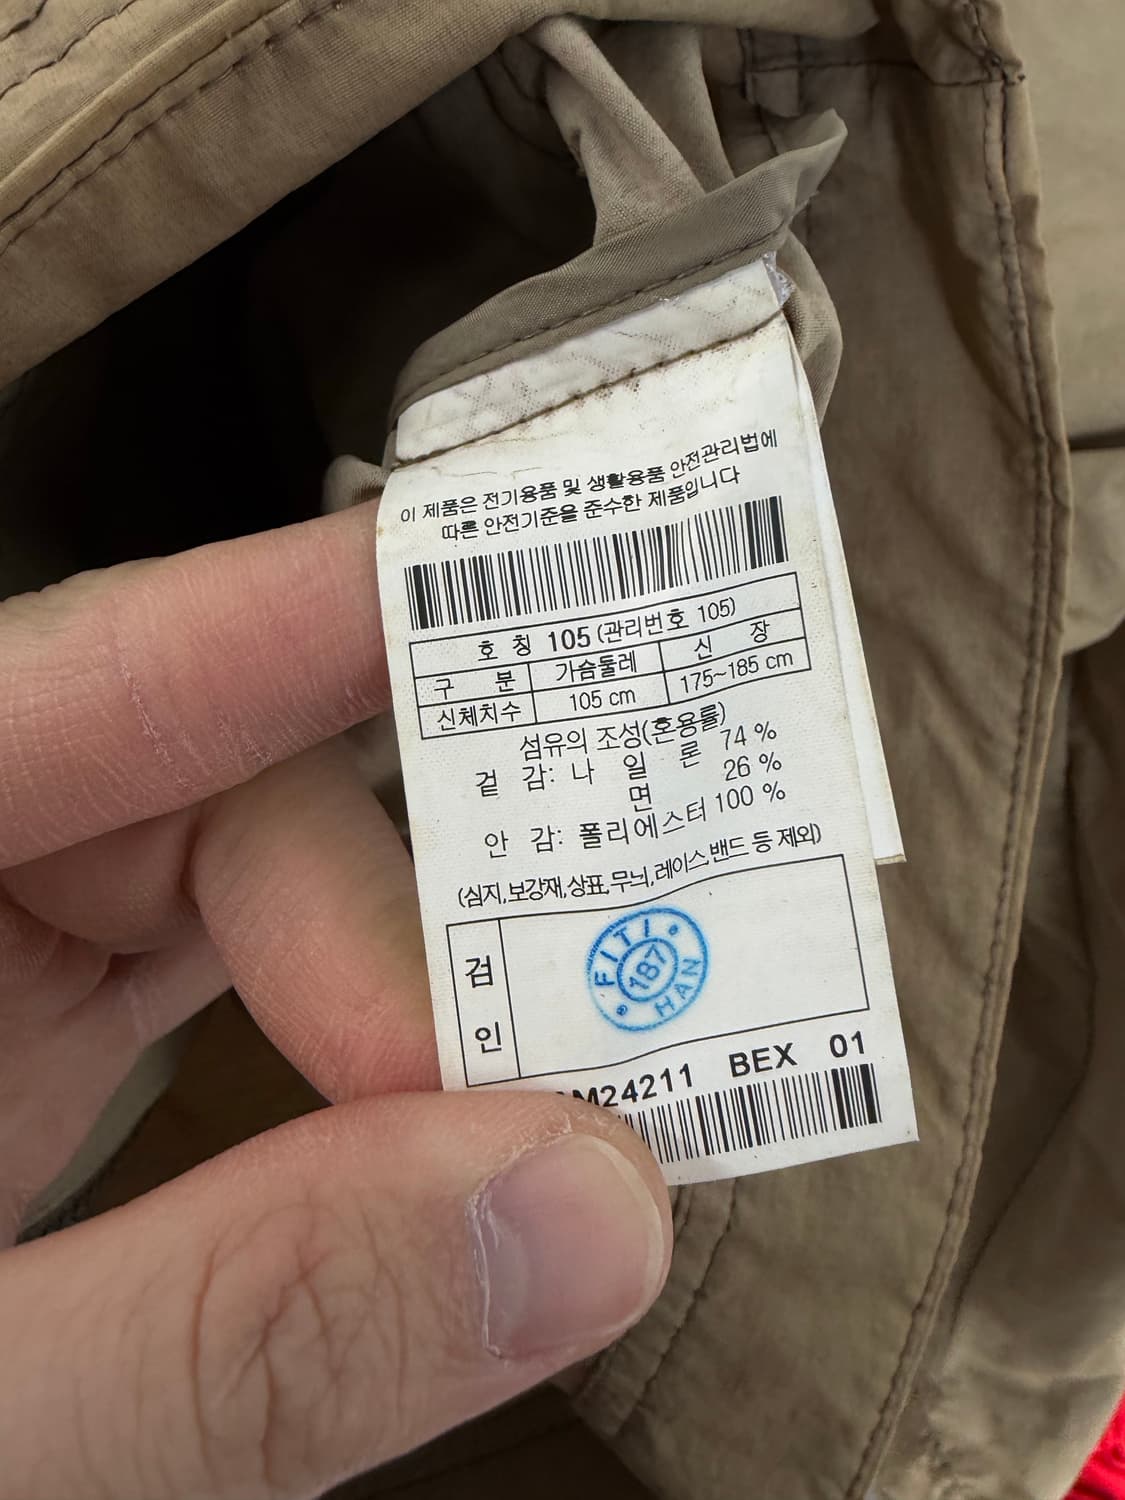 이 제품은 전기용품 및 생활용품 안전관리법에
따른 안전기준을 준수한 제품입니다
호 칭 105 (관리번호 105)
구 분 가슴둘레 신 장
신체치수 105 cm 175~185 cm
섬유의 조성(혼용률)
겉 감: 나 일 론 74 %
면 26 %
안 감: 폴리에스터 100 %
(심지,보강재,상표,무늬,레이스,밴드 등 제외)
검
인
FITI
187
HAN
M24211 BEX 01